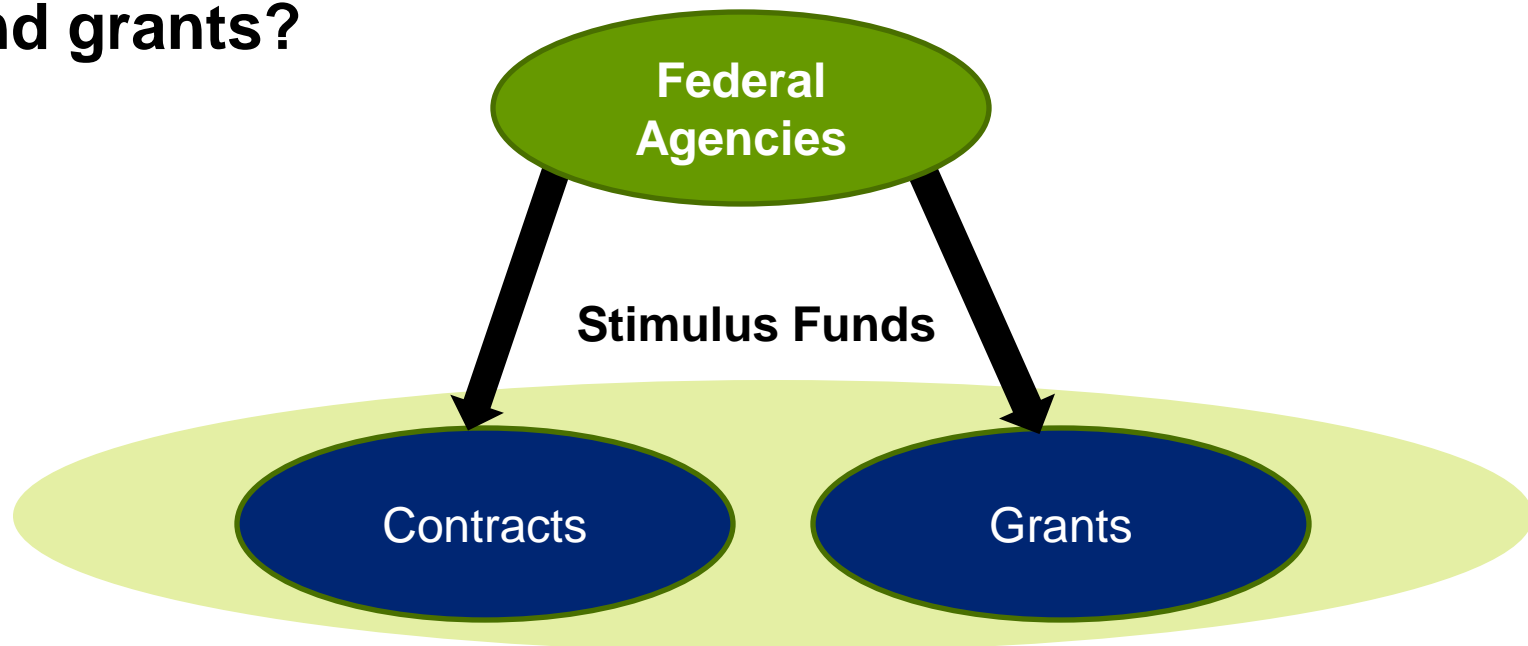 nd grants?
Federal
Agencies
Stimulus Funds
Contracts
Grants